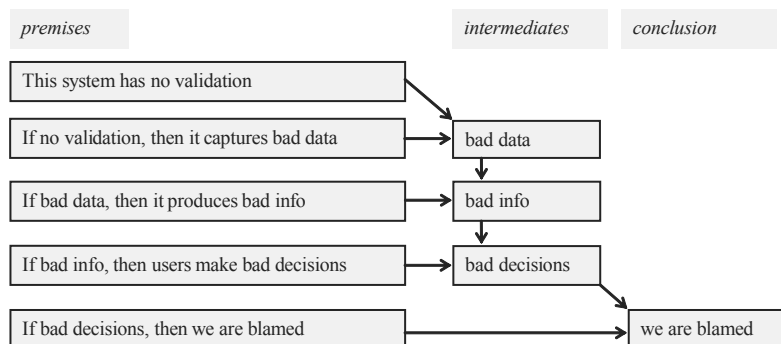 premises intermediates conclusion
This system has no validation
If no validation, then it captures bad data bad data
If bad data, then it produces bad info bad info
If bad info, then users make bad decisions bad decisions
If bad decisions, then we are blamed we are blamed